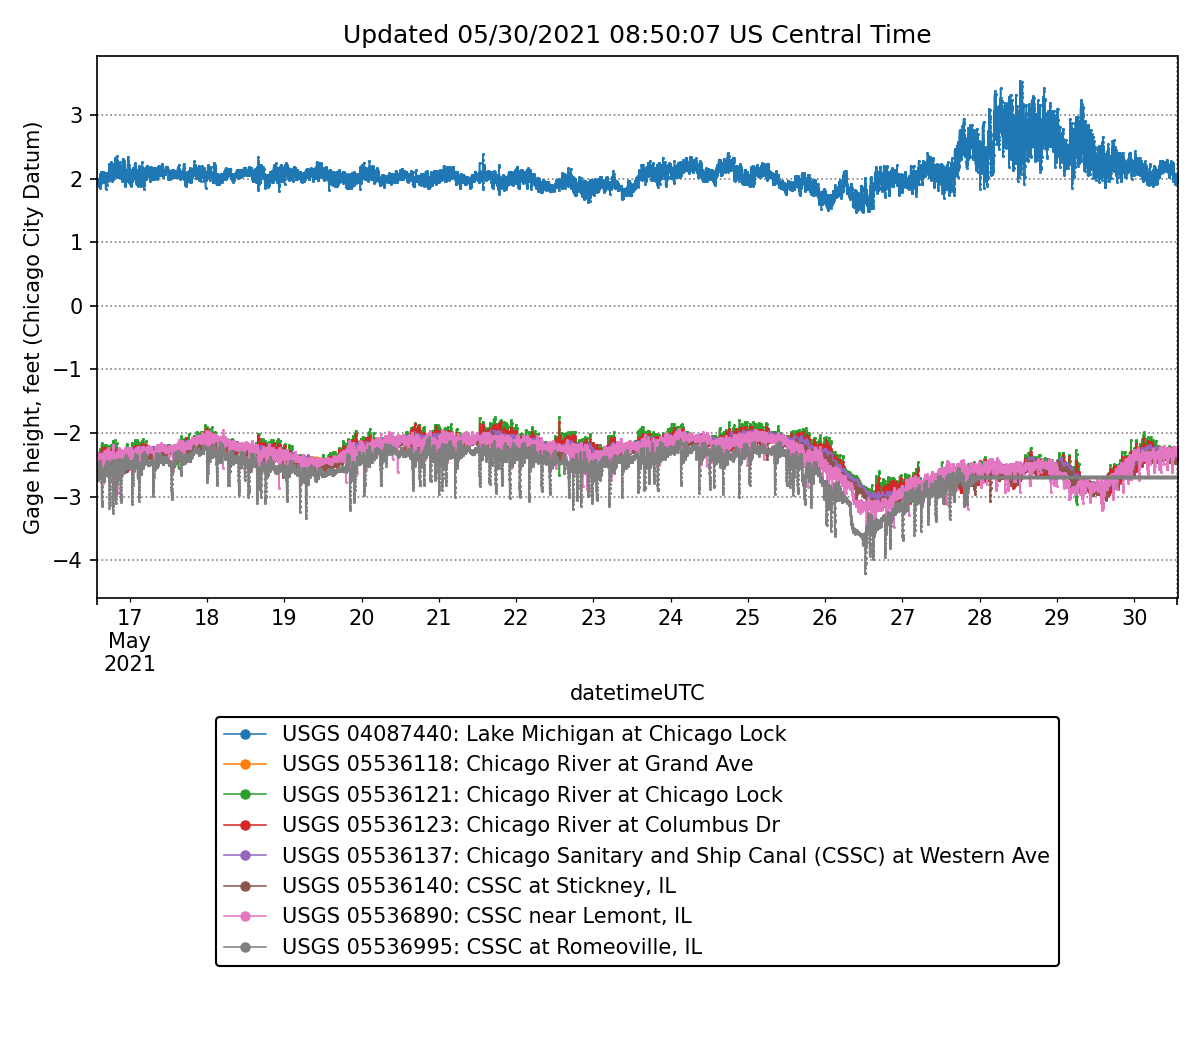 Updated 05/30/2021 08:50:07 US Central Time
Gage height, feet (Chicago City Datum)
3
2
1
0
−1
−2
−3
−4
17 18 19 20 21 22 23 24 25 26 27 28 29 30
May
2021
datetimeUTC
USGS 04087440: Lake Michigan at Chicago Lock
USGS 05536118: Chicago River at Grand Ave
USGS 05536121: Chicago River at Chicago Lock
USGS 05536123: Chicago River at Columbus Dr
USGS 05536137: Chicago Sanitary and Ship Canal (CSSC) at Western Ave
USGS 05536140: CSSC at Stickney, IL
USGS 05536890: CSSC near Lemont, IL
USGS 05536995: CSSC at Romeoville, IL